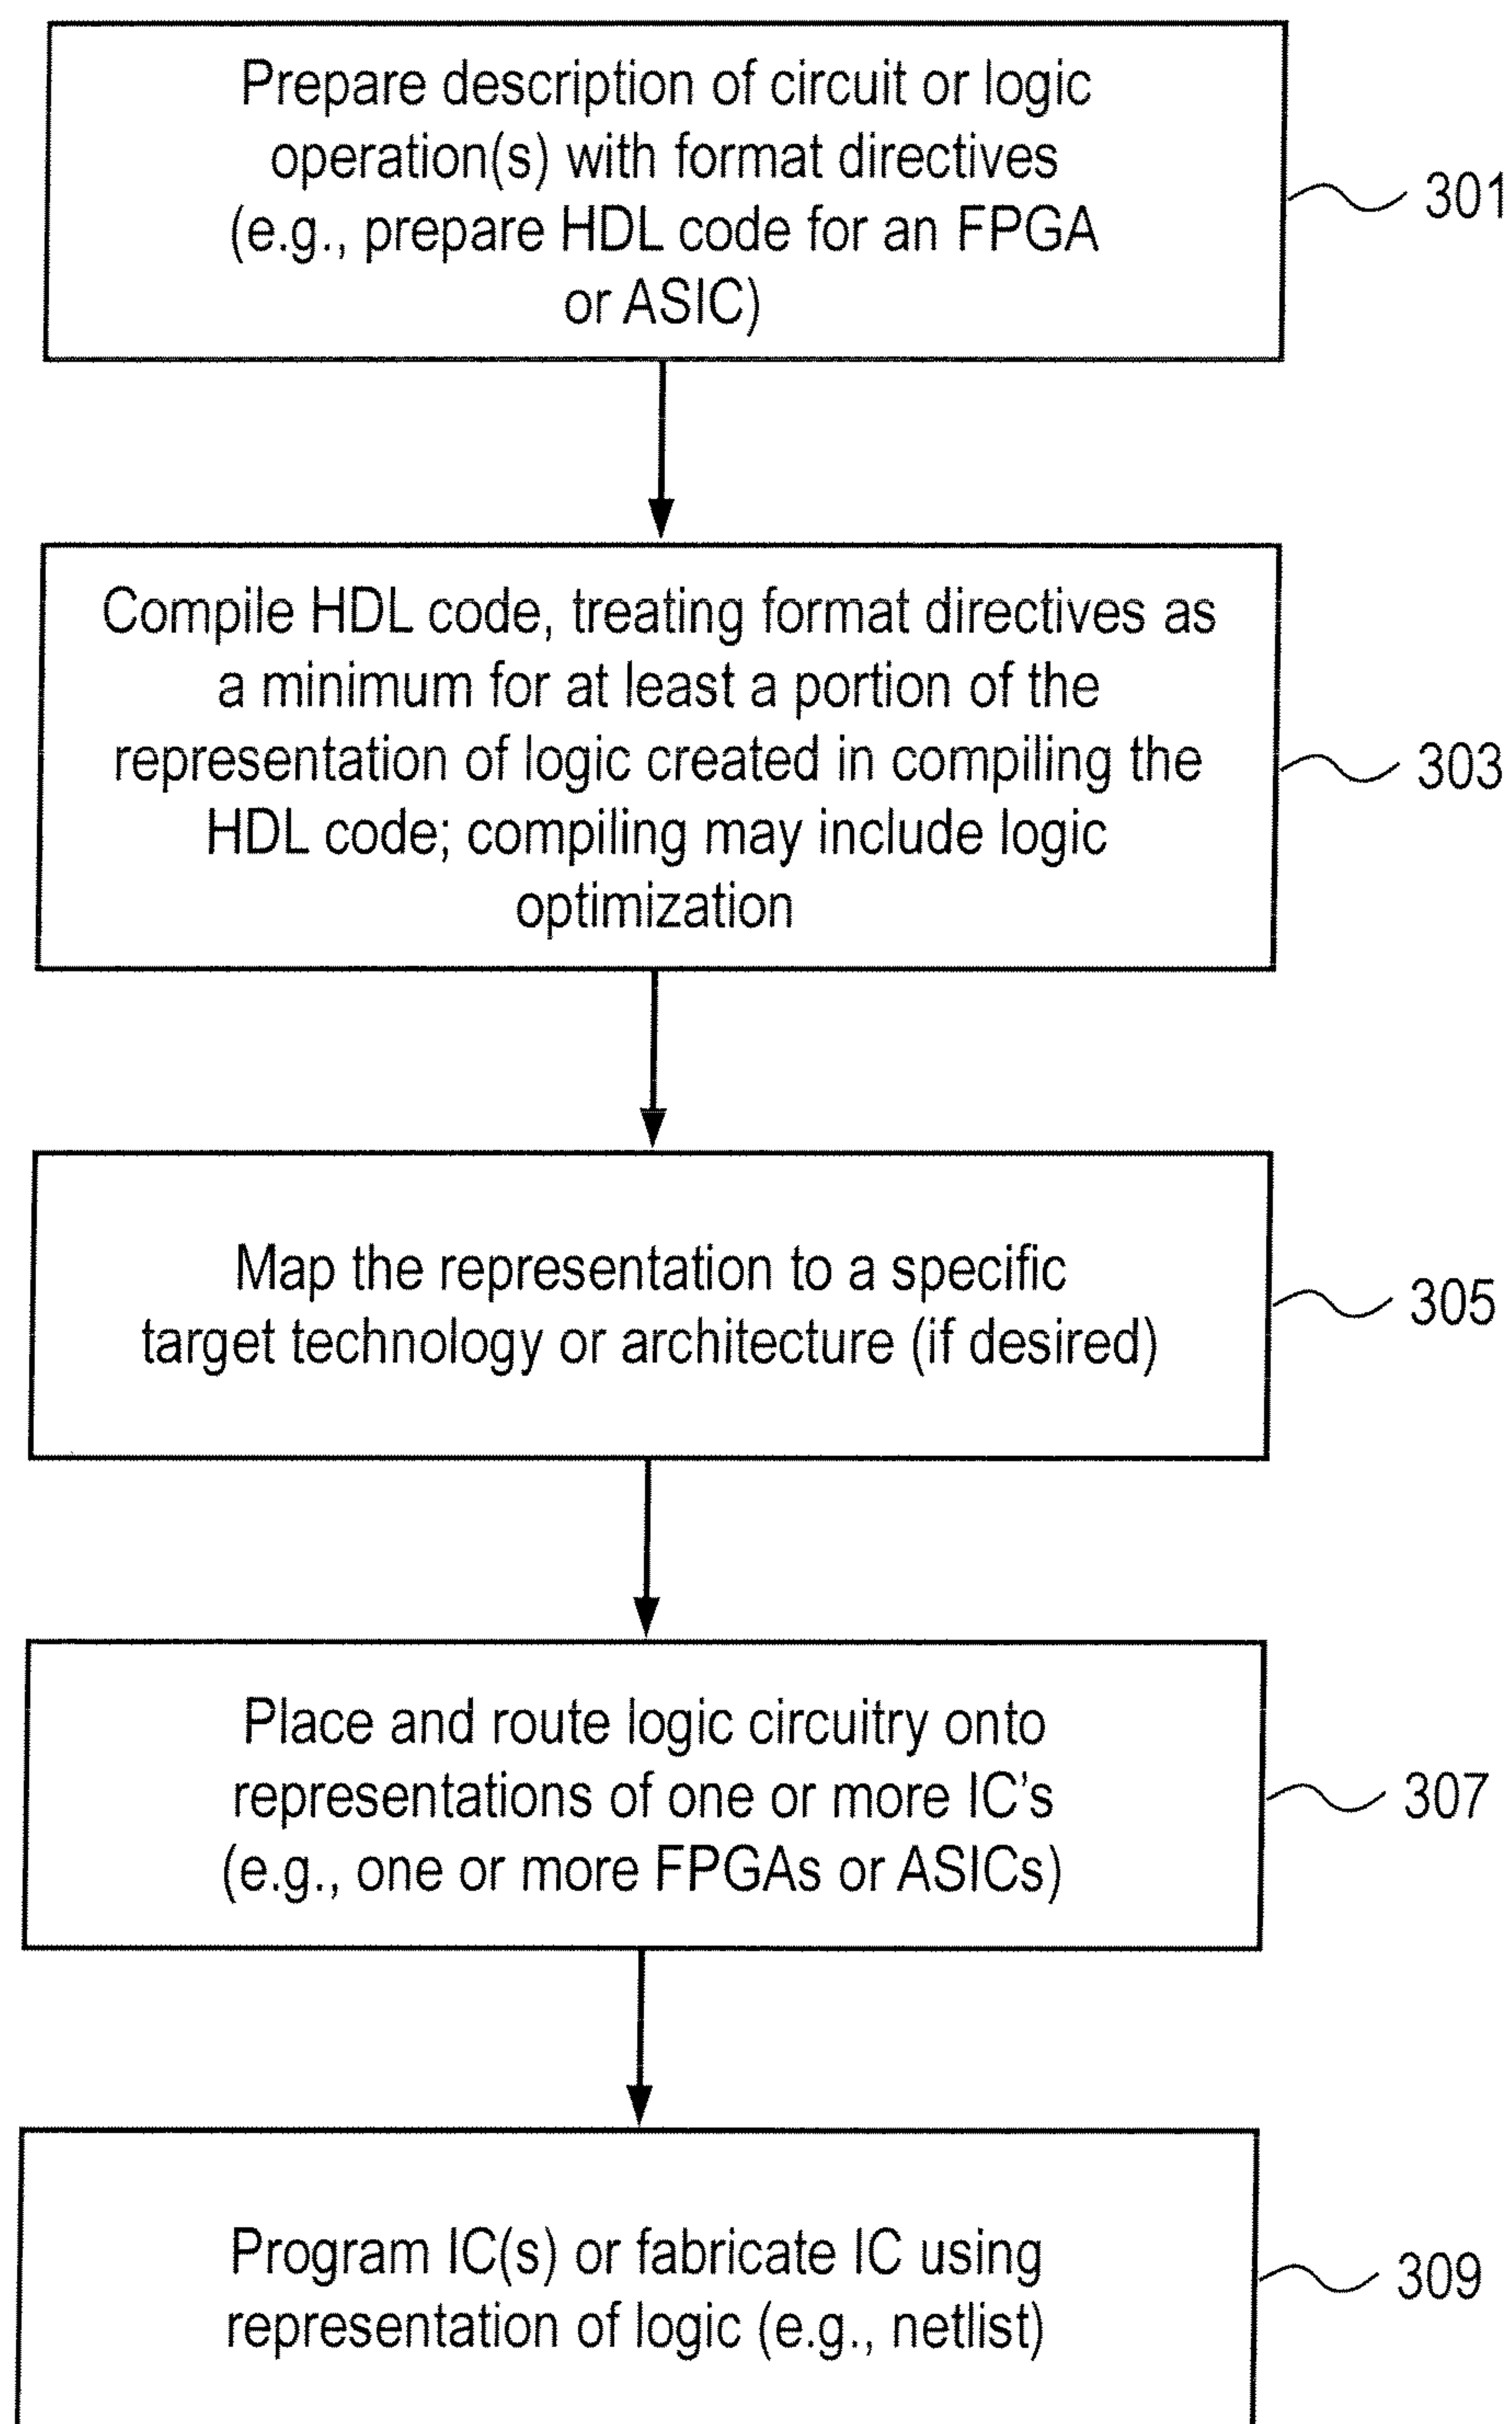 Prepare description of circuit or logic
operation(s) with format directives
(e.g., prepare HDL code for an FPGA
or ASIC)
301
Compile HDL code, treating format directives as
a minimum for at least a portion of the
representation of logic created in compiling the
HDL code; compiling may include logic
optimization
303
Map the representation to a specific
target technology or architecture (if desired)
305
Place and route logic circuitry onto
representations of one or more IC's
(e.g., one or more FPGAs or ASICs)
307
Program IC(s) or fabricate IC using
representation of logic (e.g., netlist)
309